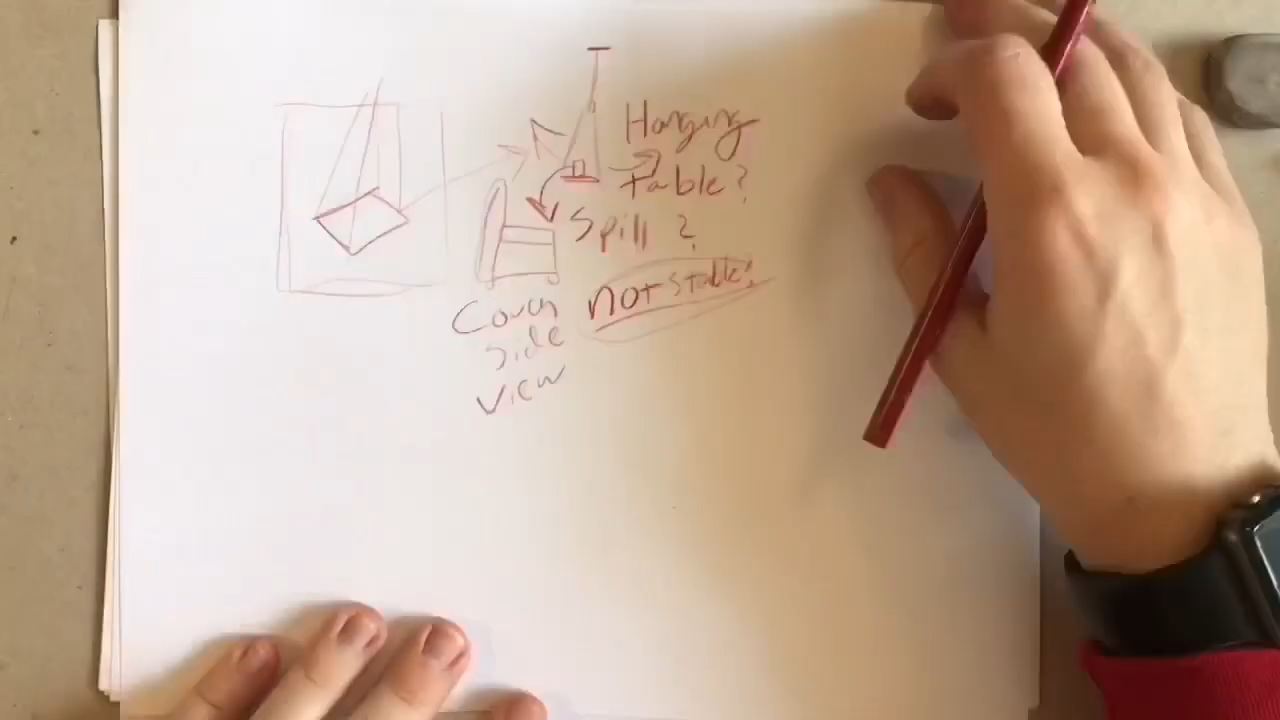 Hanging
table?
Spill?
not stable!
Couch
side
view